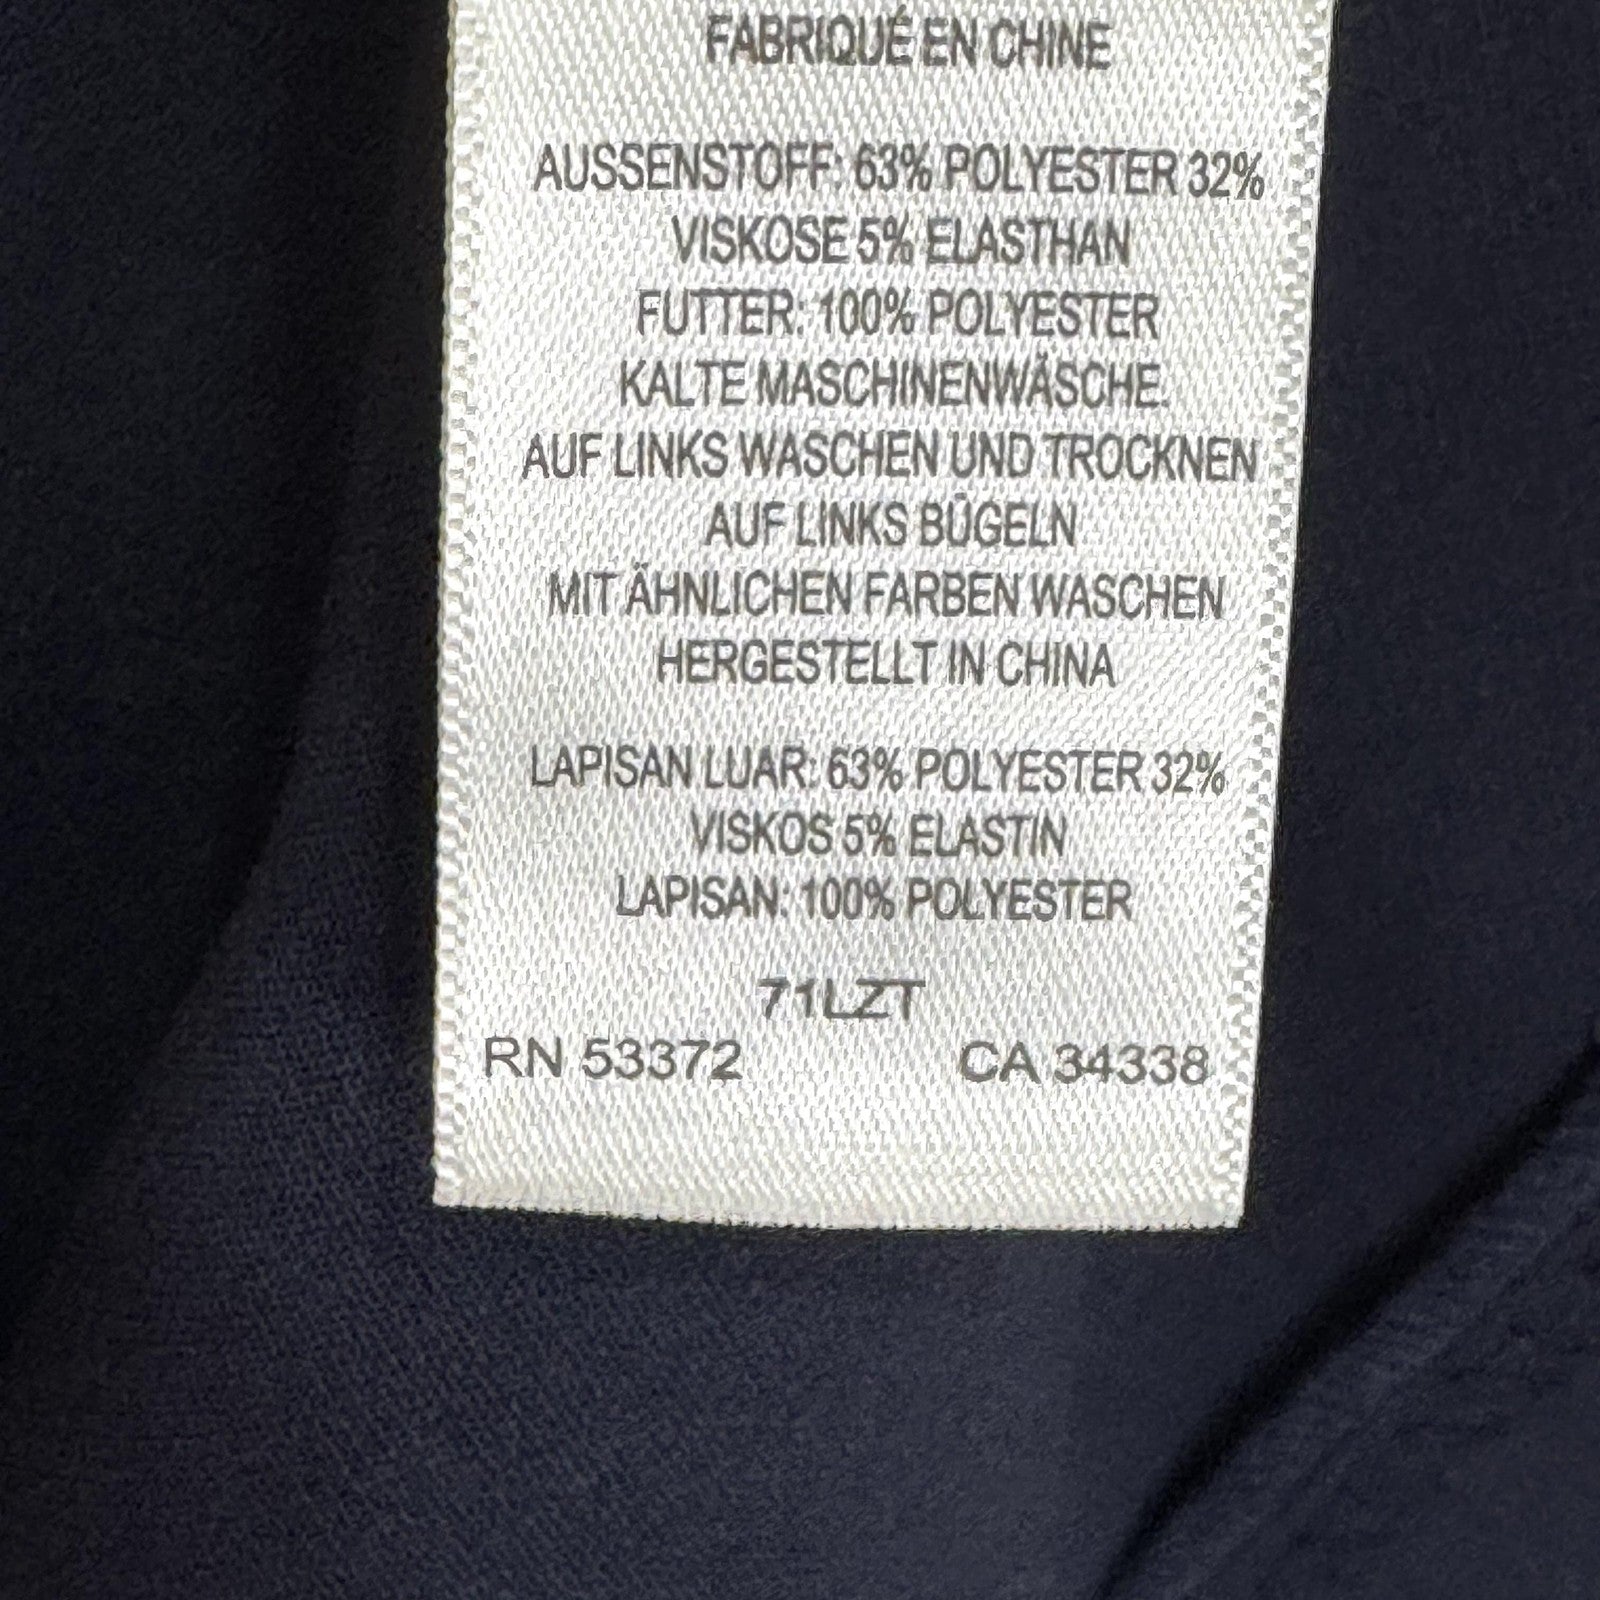 FABRIQUÉ EN CHINE
AUSSENSTOFF: 63% POLYESTER 32%
VISKOSE 5% ELASTHAN
FUTTER: 100% POLYESTER
KALTE MASCHINENWÄSCHE.
AUF LINKS WASCHEN UND TROCKNEN
AUF LINKS BÜGELN
MIT ÄHNLICHEN FARBEN WASCHEN
HERGESTELLT IN CHINA
LAPISAN LUAR: 63% POLYESTER 32%
VISKOS 5% ELASTIN
LAPISAN: 100% POLYESTER
71LZT
RN 53372 CA 34338